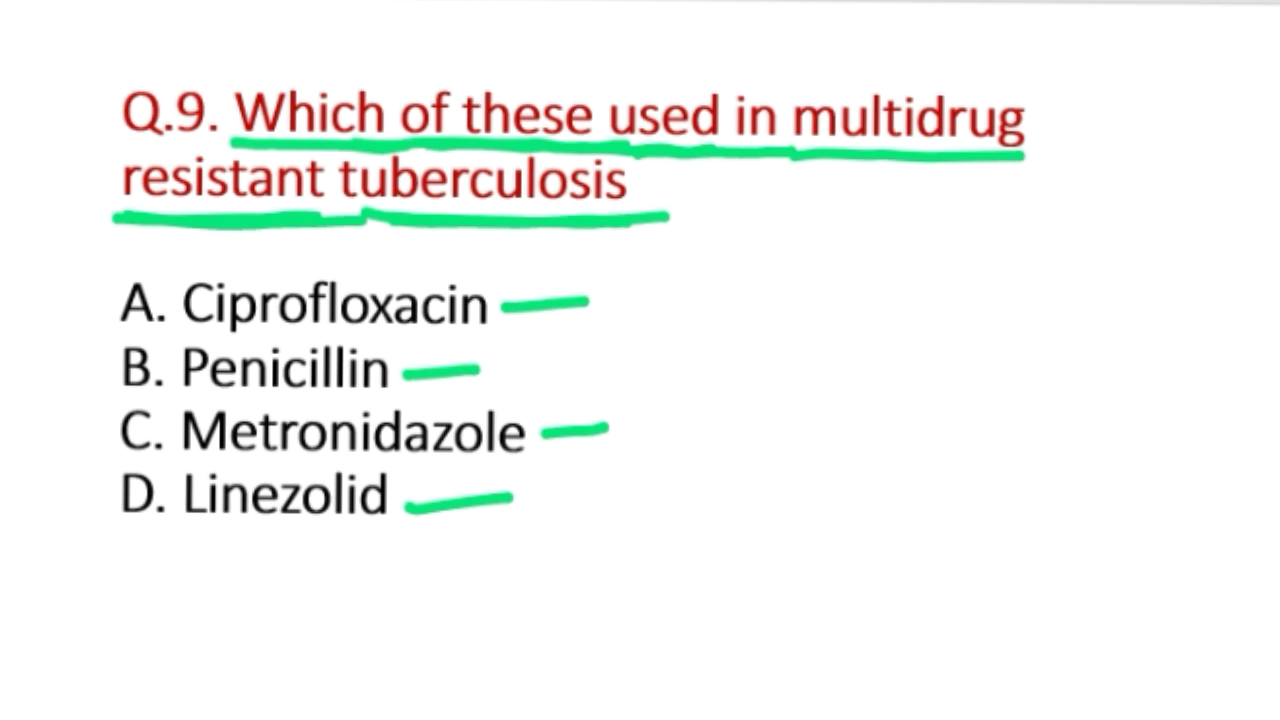 Q.9. Which of these used in multidrug
resistant tuberculosis
A. Ciprofloxacin
B. Penicillin
C. Metronidazole
D. Linezolid